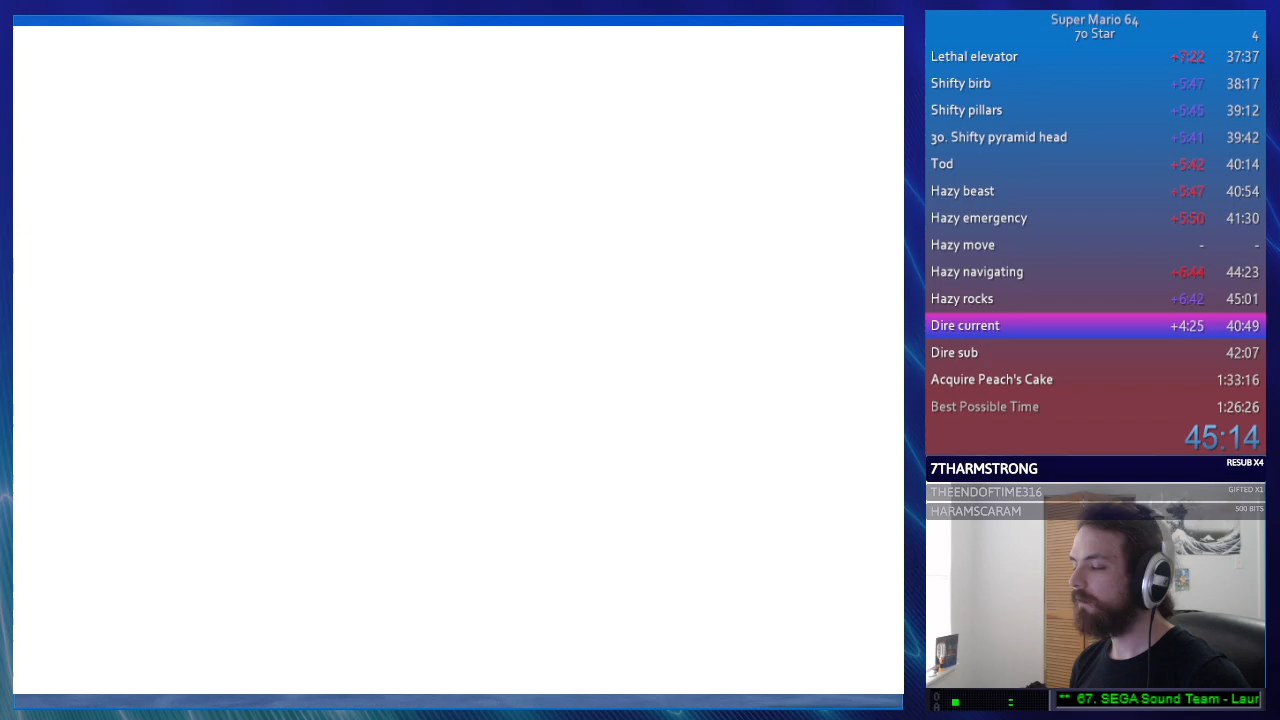 Super Mario 64
70 Star
4
Lethal elevator +7:22 37:37
Shifty birb +5:47 38:17
Shifty pillars +5:45 39:12
30. Shifty pyramid head +5:41 39:42
Tod +5:42 40:14
Hazy beast +5:47 40:54
Hazy emergency +5:50 41:30
Hazy move - -
Hazy navigating +6:44 44:23
Hazy rocks +6:42 45:01
Dire current +4:25 40:49
Dire sub 42:07
Acquire Peach's Cake 1:33:16
Best Possible Time 1:26:26
45:14
7THARMSTRONG RESUB X4
THEENDOFTIME316 GIFTED X1
HARAMSCARAM 500 BITS
** 67. SEGA Sound Team - Laur